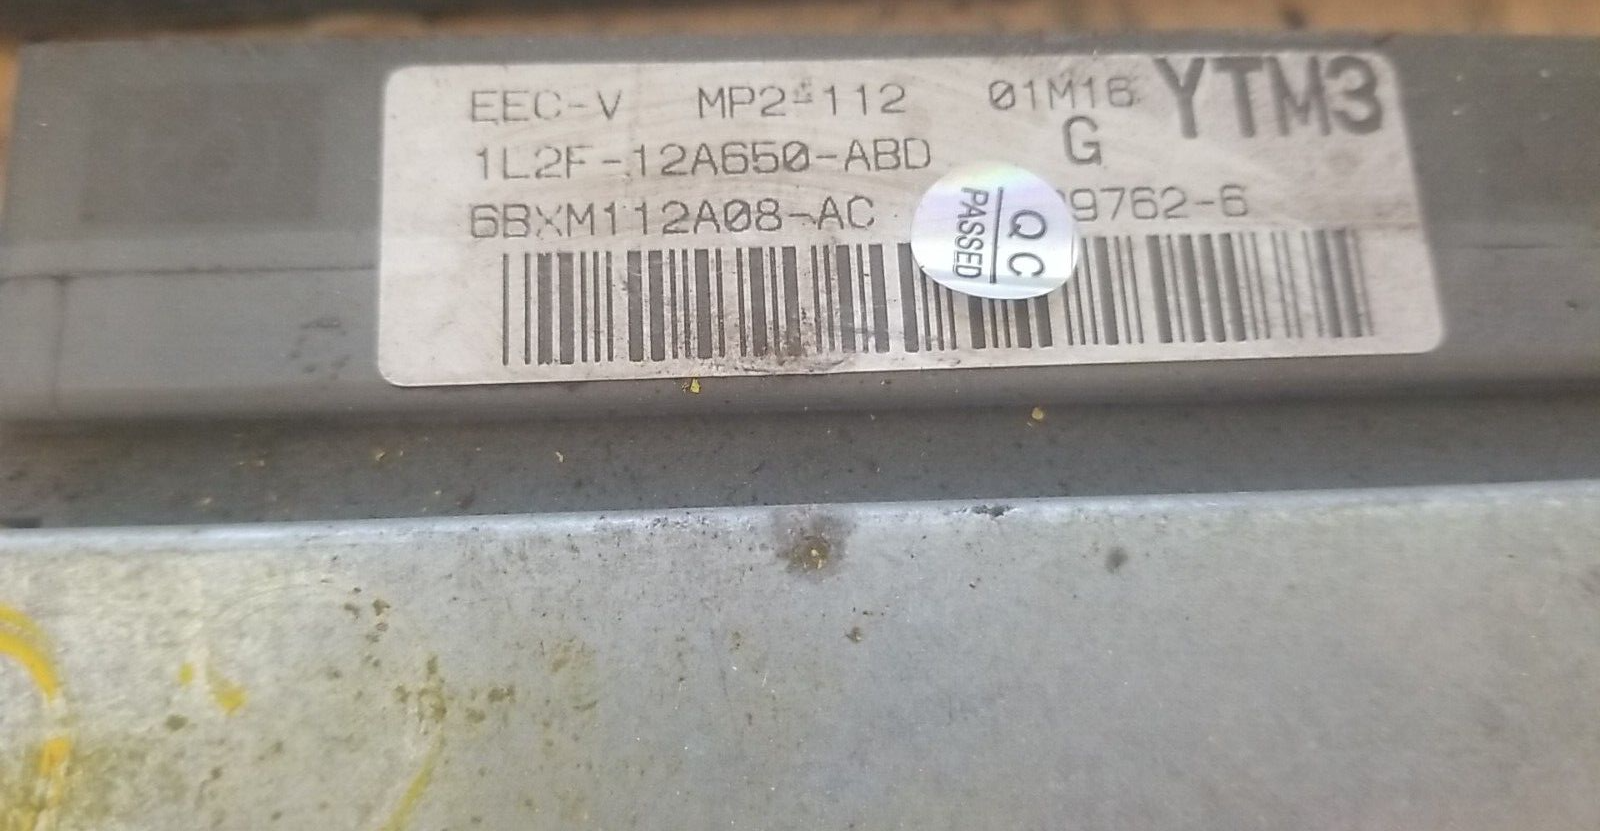 EEC-V MP2-112 01M16 YTM3
G
1L2F-12A650-ABD
6BXM112A08-AC 9762-6
QC
PASSED